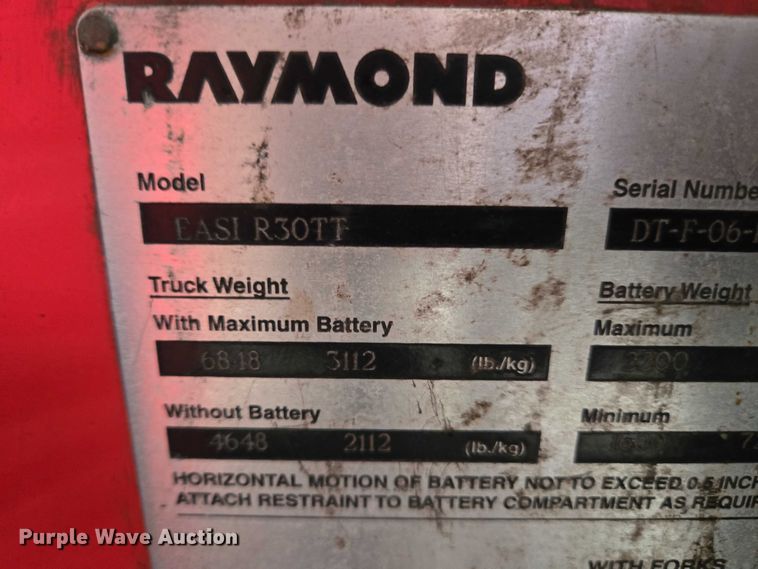 RAYMOND
Model Serial Numbe
EASI R30TT DT-F-06-
Truck Weight Battery Weight
With Maximum Battery Maximum
6848 3112 (lb./kg) 2200
Without Battery Minimum
4648 2112 (lb./kg)
HORIZONTAL MOTION OF BATTERY NOT TO EXCEED 0.5 INCH
ATTACH RESTRAINT TO BATTERY COMPARTMENT AS REQUIR
WITH FORKS
Purple Wave Auction